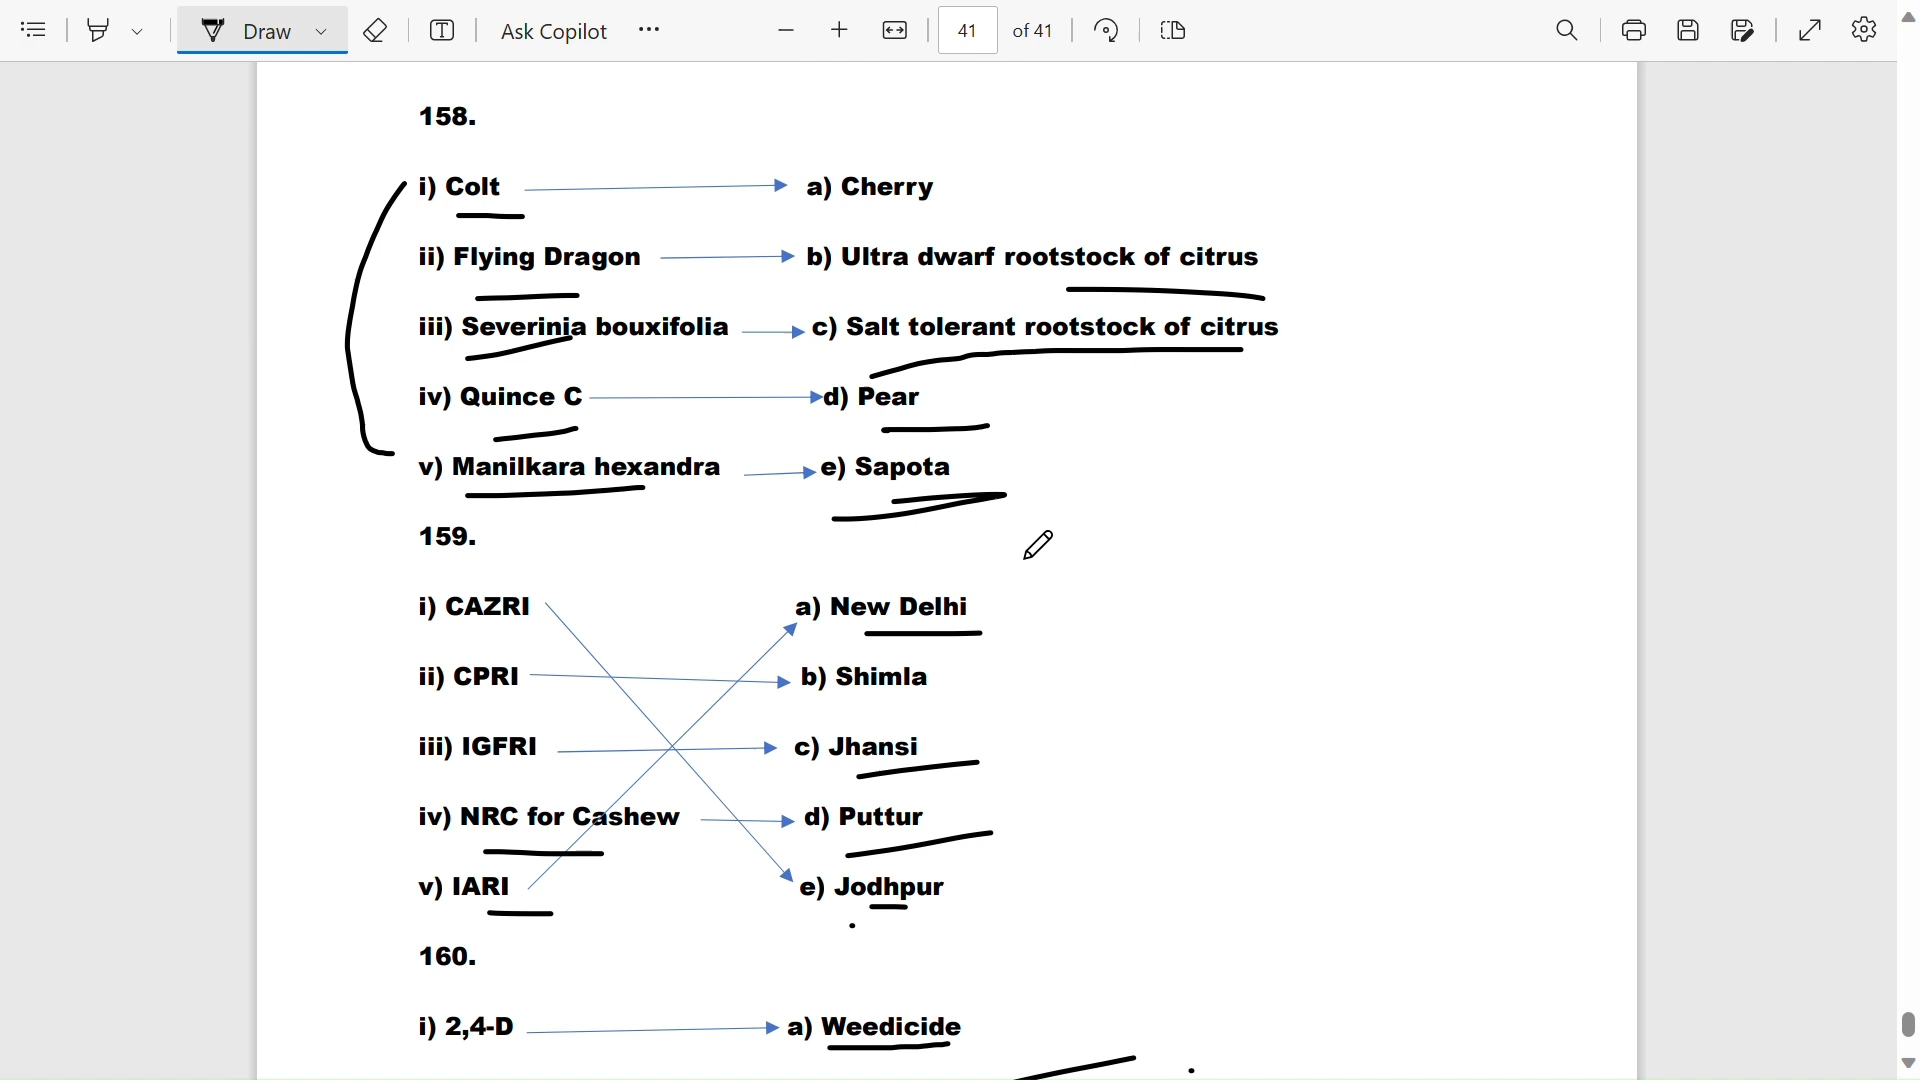 Draw
T
Ask Copilot
41 of 41
158.
i) Colt a) Cherry
ii) Flying Dragon b) Ultra dwarf rootstock of citrus
iii) Severinia bouxifolia c) Salt tolerant rootstock of citrus
iv) Quince C d) Pear
v) Manilkara hexandra e) Sapota
159.
i) CAZRI a) New Delhi
ii) CPRI b) Shimla
iii) IGFRI c) Jhansi
iv) NRC for Cashew d) Puttur
v) IARI e) Jodhpur
160.
i) 2,4-D a) Weedicide